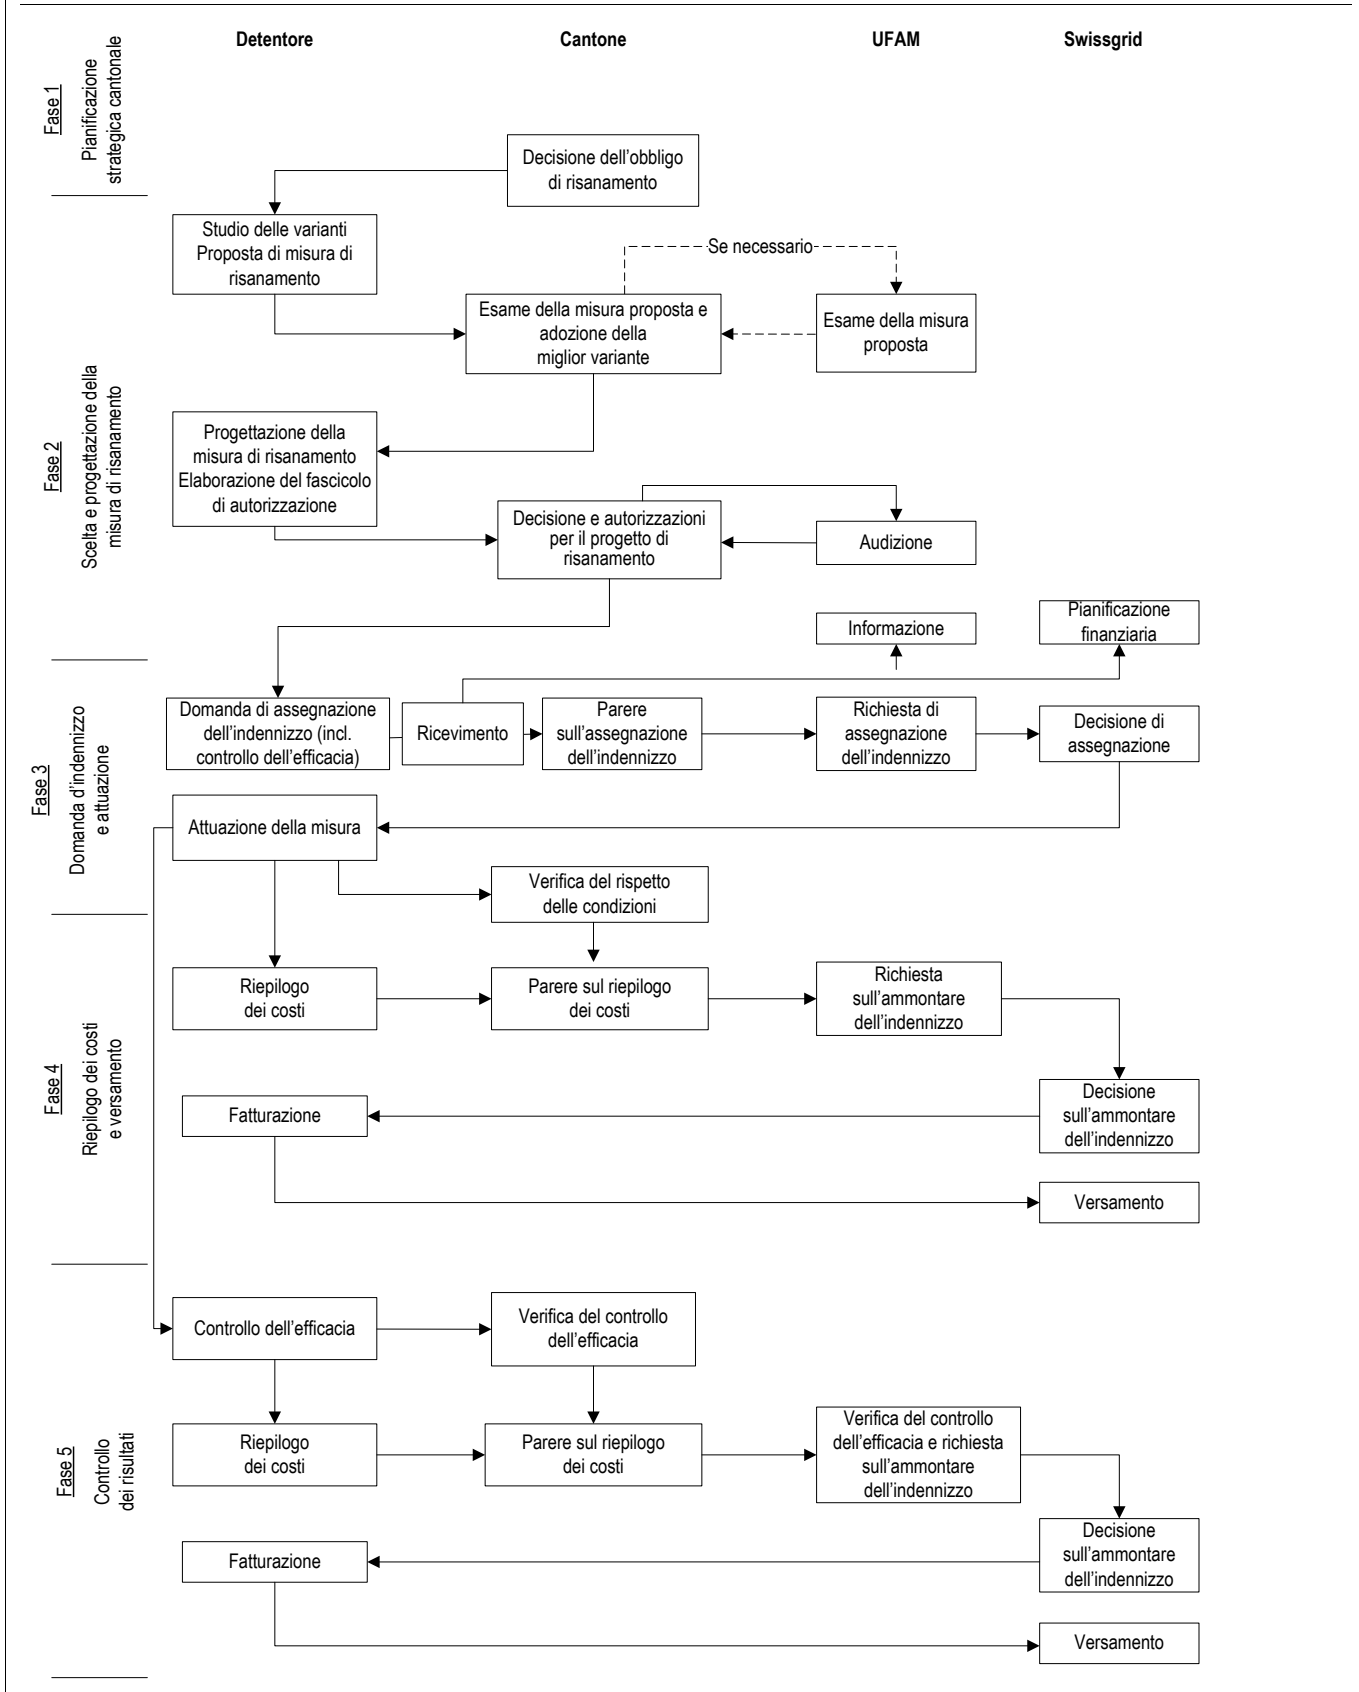 Detentore
Cantone
UFAM
Swissgrid
Fase 1
Pianificazione
strategica cantonale
Decisione dell'obbligo
di risanamento
Fase 2
Scelta e progettazione della
misura di risanamento
Studio delle varianti
Proposta di misura di
risanamento
Se necessario
Esame della misura proposta e
adozione della
miglior variante
Esame della misura
proposta
Progettazione della
misura di risanamento
Elaborazione del fascicolo
di autorizzazione
Decisione e autorizzazioni
per il progetto di
risanamento
Audizione
Informazione
Pianificazione
finanziaria
Fase 3
Domanda d'indennizzo
e attuazione
Domanda di assegnazione
dell'indennizzo (incl.
controllo dell'efficacia)
Ricevimento
Parere
sull'assegnazione
dell'indennizzo
Richiesta di
assegnazione
dell'indennizzo
Decisione di
assegnazione
Attuazione della misura
Verifica del rispetto
delle condizioni
Fase 4
Riepilogo dei costi
e versamento
Riepilogo
dei costi
Parere sul riepilogo
dei costi
Richiesta
sull'ammontare
dell'indennizzo
Decisione
sull'ammontare
dell'indennizzo
Fatturazione
Versamento
Fase 5
Controllo
dei risultati
Controllo dell'efficacia
Verifica del controllo
dell'efficacia
Riepilogo
dei costi
Parere sul riepilogo
dei costi
Verifica del controllo
dell'efficacia e richiesta
sull'ammontare
dell'indennizzo
Decisione
sull'ammontare
dell'indennizzo
Fatturazione
Versamento